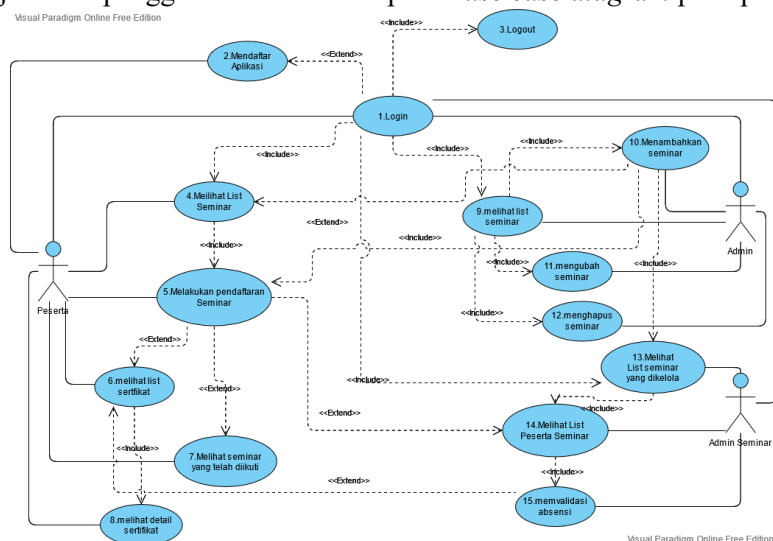 Visual Paradigm Online Free Edition
<<Include>>
3.Logout
<<Extend>>
2.Mendaftar
Aplikasi
1.Login
<<Include>>
<<Include>>
<<Include>>
10.Menambahkan
seminar
4.Meilihat List
Seminar
<<Extend>>
9.melihat list
seminar
Admin
<<Include>>
<<Include>>
<<Include>>
<<Include>>
11.mengubah
seminar
Peserta
5.Melakukan pendaftaran
Seminar
12.menghapus
seminar
<<Extend>>
13.Melihat
List seminar
yang dikelola
6.melihat list
sertfikat
<<Extend>>
<<Include>>
<<Include>>
<<Extend>>
14.Melihat List
Peserta Seminar
Admin Seminar
<<Include>>
7.Melihat seminar
yang telah diikuti
<<Include>>
<<Extend>>
15.memvalidasi
absensi
8.melihat detail
sertifikat
Visual Paradigm Online Free Edition